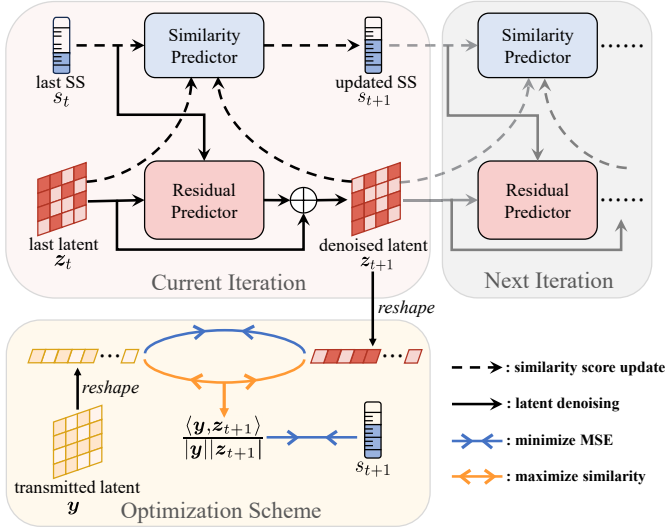 Similarity
Predictor
last SS
s_t
updated SS
s_{t+1}
Similarity
Predictor
......
Residual
Predictor
last latent
z_t
denoised latent
z_{t+1}
Residual
Predictor
......
Current Iteration
Next Iteration
reshape
...
...
reshape
⟨y,z_{t+1}⟩
|y||z_{t+1}|
s_{t+1}
transmitted latent
y
Optimization Scheme
: similarity score update
: latent denoising
: minimize MSE
: maximize similarity